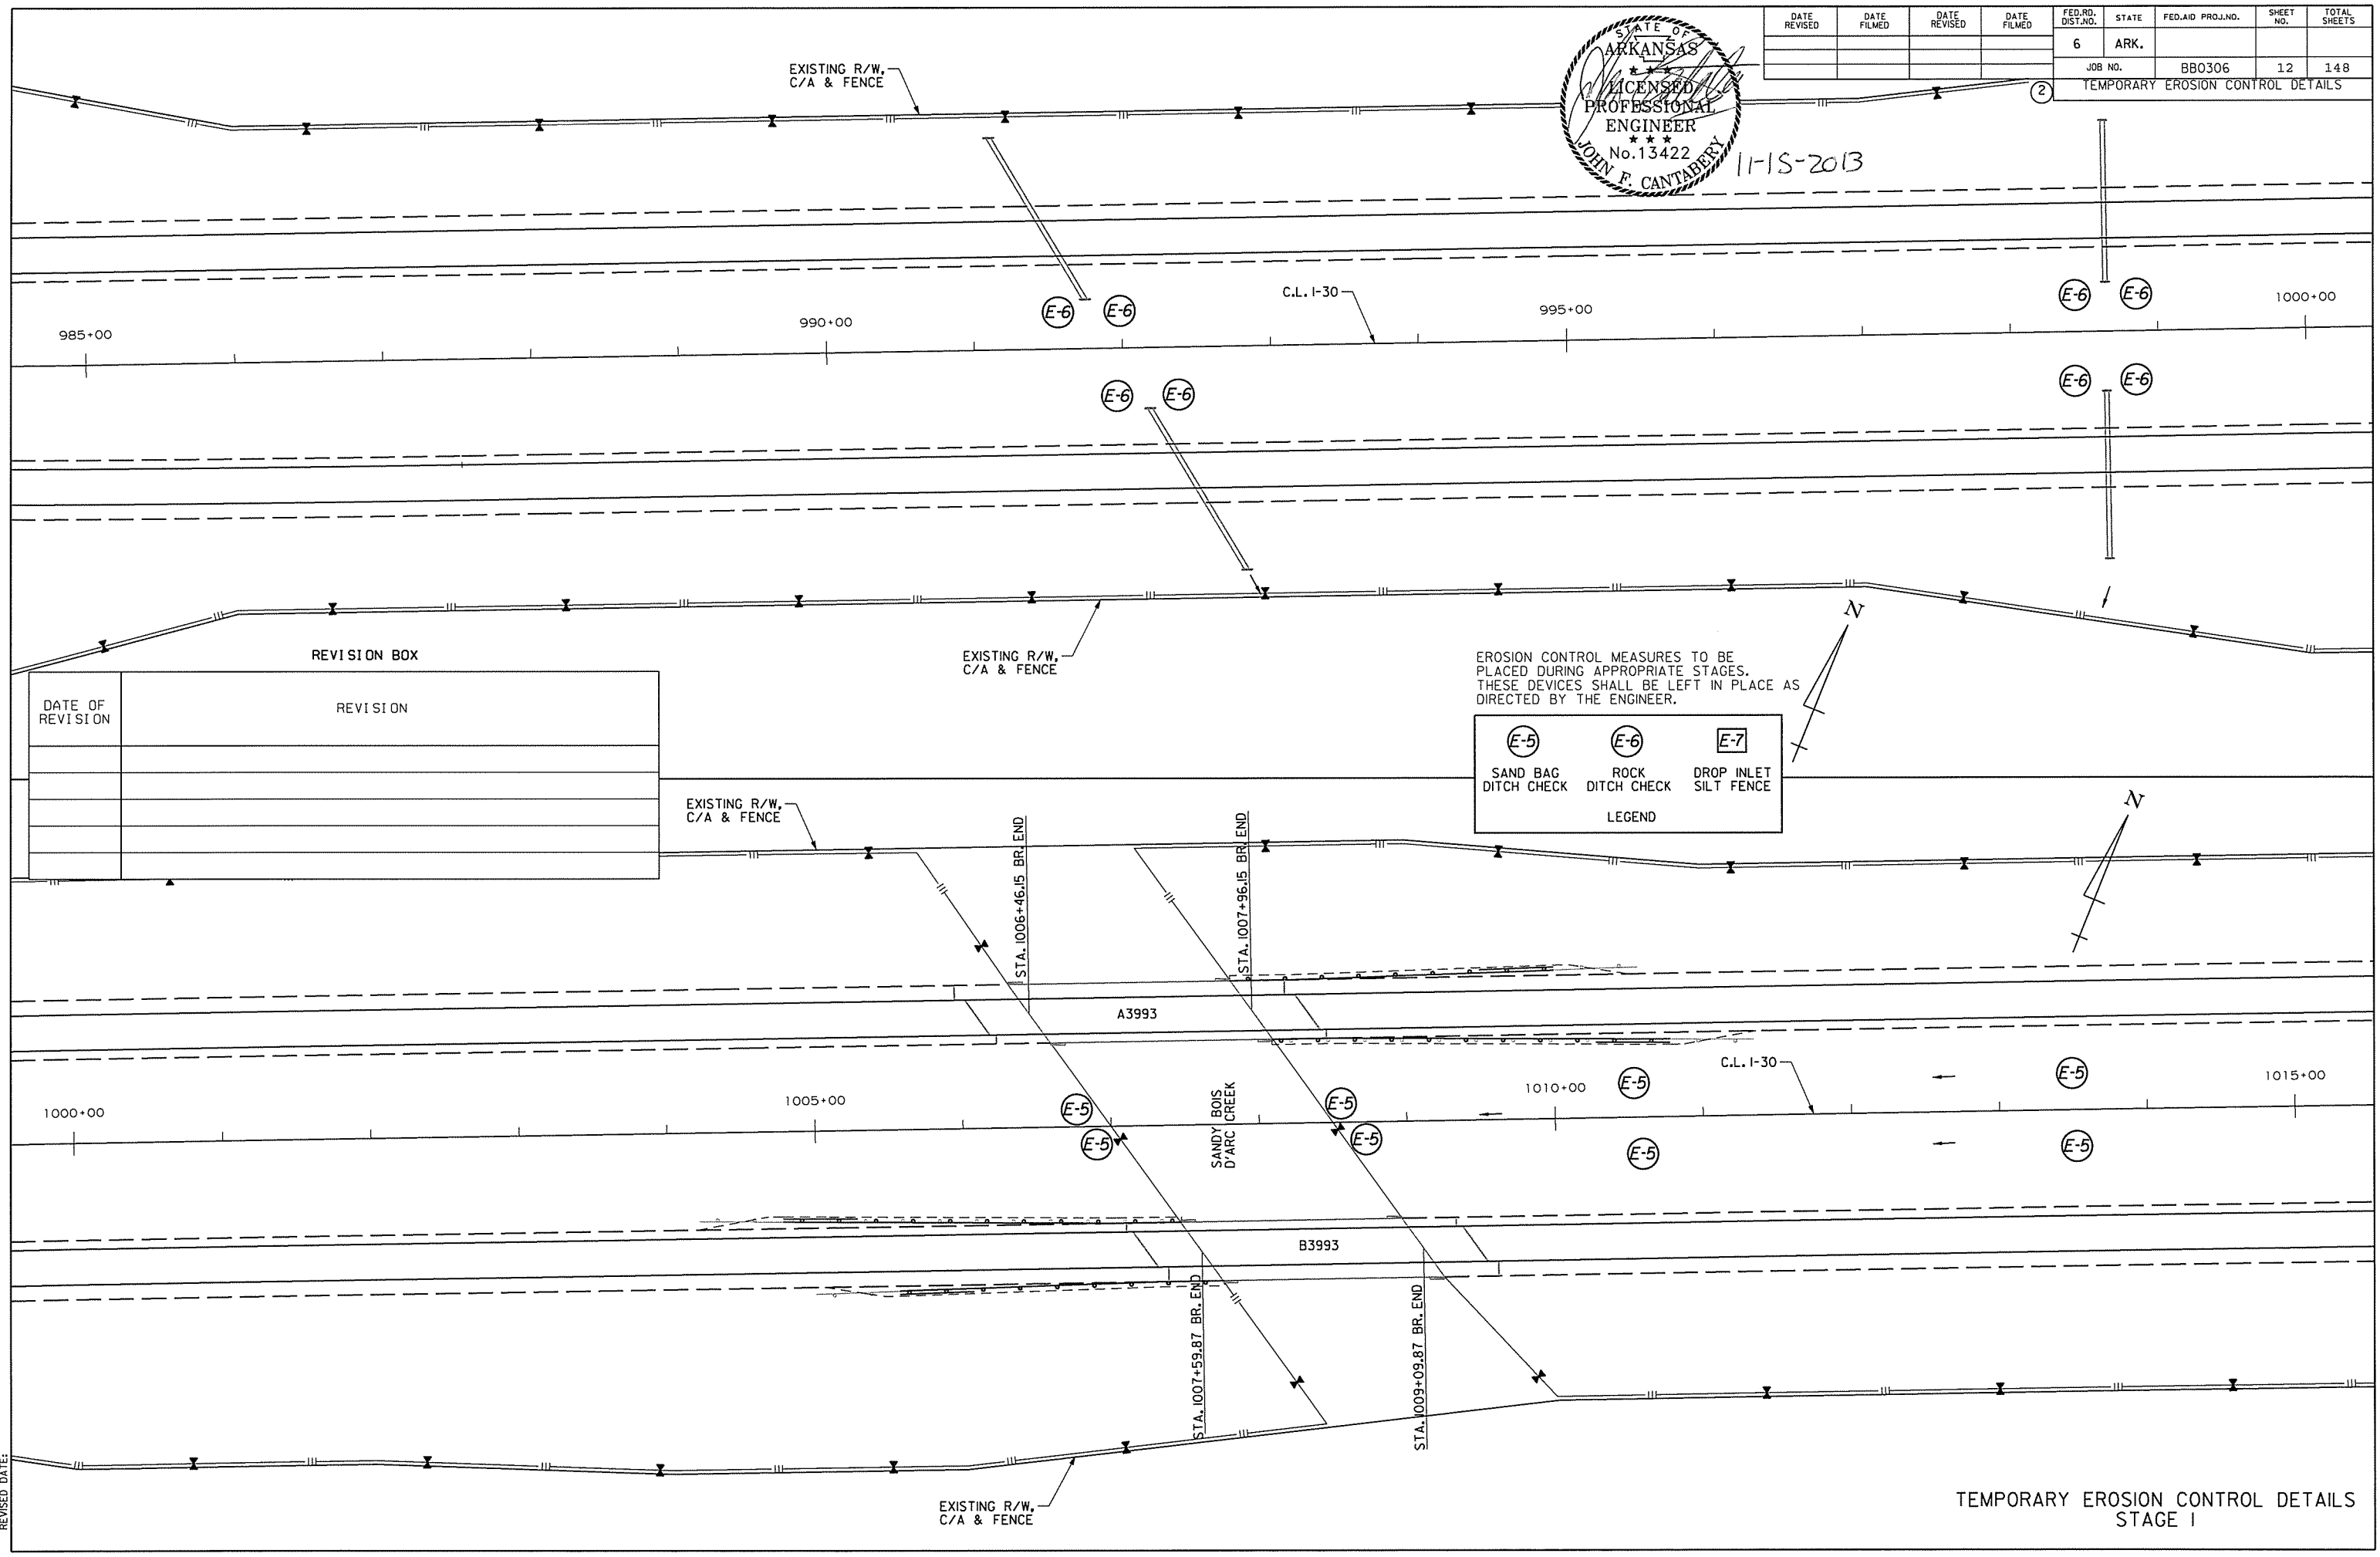 DATE REVISED
DATE FILMED
DATE REVISED
DATE FILMED
FED.RD. DIST.NO.
STATE
FED.AID PROJ.NO.
SHEET NO.
TOTAL SHEETS
6
ARK.
JOB NO.
BB0306
12
148
2
TEMPORARY EROSION CONTROL DETAILS
STATE OF
ARKANSAS
★ ★ ★
LICENSED
PROFESSIONAL
ENGINEER
★ ★ ★
No.13422
JOHN F. CANTABERY
11-15-2013
EXISTING R/W,
C/A & FENCE
C.L. I-30
985+00
990+00
995+00
1000+00
E-6
E-6
E-6
E-6
E-6
E-6
E-6
E-6
EXISTING R/W,
C/A & FENCE
N
REVISION BOX
DATE OF
REVISION
REVISION
EROSION CONTROL MEASURES TO BE
PLACED DURING APPROPRIATE STAGES.
THESE DEVICES SHALL BE LEFT IN PLACE AS
DIRECTED BY THE ENGINEER.
E-5
E-6
E-7
SAND BAG
DITCH CHECK
ROCK
DITCH CHECK
DROP INLET
SILT FENCE
LEGEND
EXISTING R/W,
C/A & FENCE
N
STA. 1006+46.15 BR. END
STA. 1007+96.15 BR. END
A3993
C.L. I-30
1000+00
1005+00
1010+00
1015+00
E-5
E-5
E-5
E-5
E-5
E-5
E-5
E-5
SANDY BOIS
D'ARC CREEK
B3993
STA. 1007+59.87 BR. END
STA. 1009+09.87 BR. END
EXISTING R/W,
C/A & FENCE
REVISED DATE:
TEMPORARY EROSION CONTROL DETAILS
STAGE I